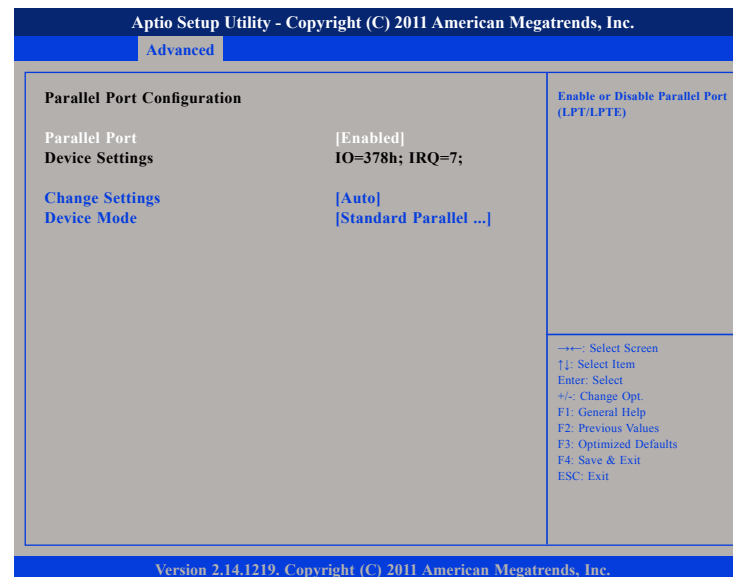 Aptio Setup Utility - Copyright (C) 2011 American Megatrends, Inc.
Advanced
Parallel Port Configuration
Parallel Port [Enabled]
Device Settings IO=378h; IRQ=7;
Change Settings [Auto]
Device Mode [Standard Parallel ...]
Enable or Disable Parallel Port
(LPT/LPTE)
→←: Select Screen
↑↓: Select Item
Enter: Select
+/-: Change Opt.
F1: General Help
F2: Previous Values
F3: Optimized Defaults
F4: Save & Exit
ESC: Exit
Version 2.14.1219. Copyright (C) 2011 American Megatrends, Inc.